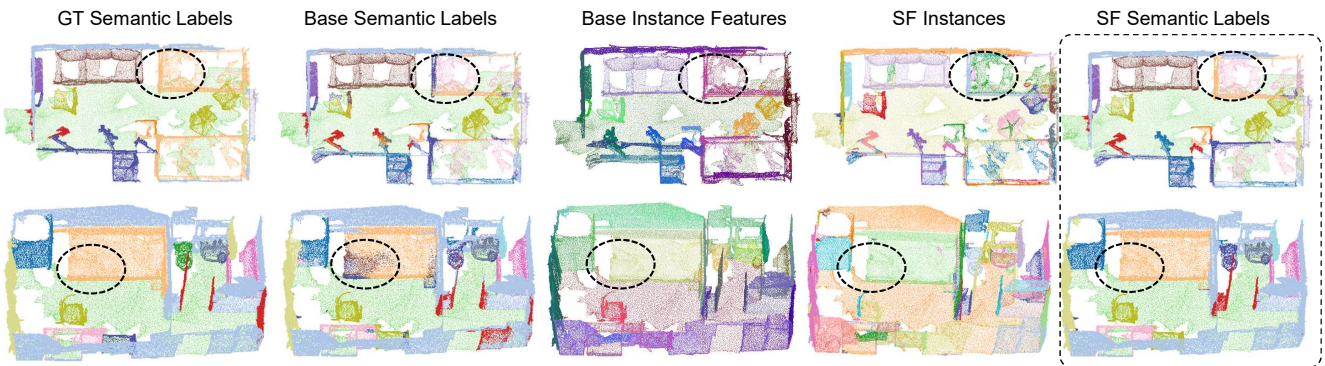 GT Semantic Labels
Base Semantic Labels
Base Instance Features
SF Instances
SF Semantic Labels